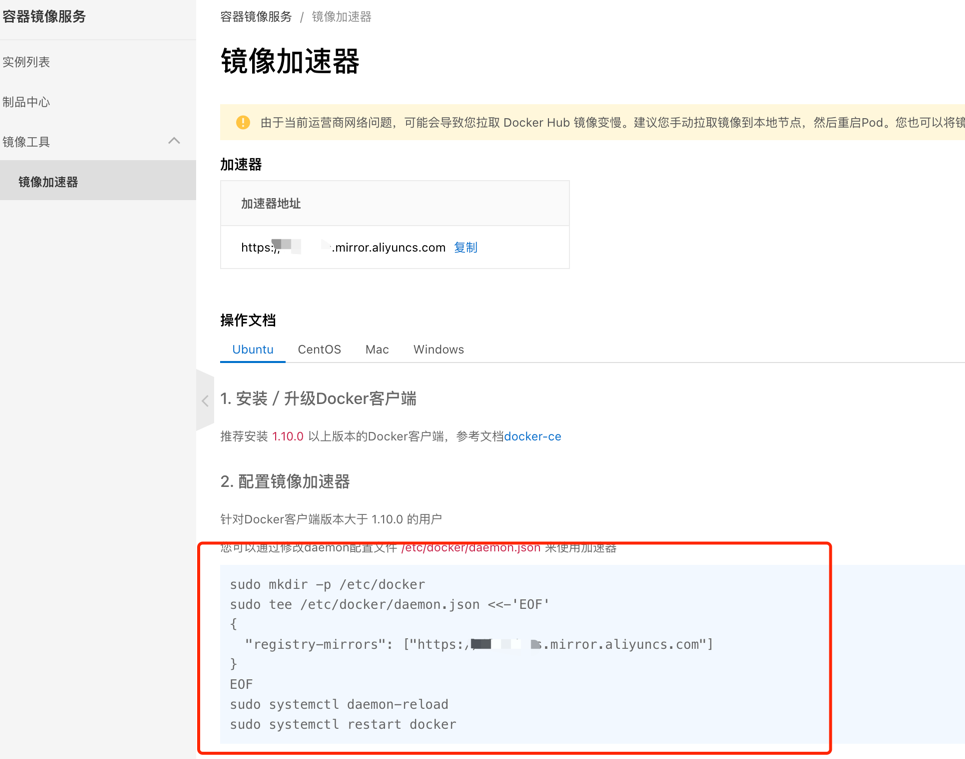 容器镜像服务
容器镜像服务 / 镜像加速器
镜像加速器
实例列表
制品中心
镜像工具
镜像加速器
由于当前运营商网络问题，可能会导致您拉取 Docker Hub 镜像变慢。建议您手动拉取镜像到本地节点，然后重启Pod。您也可以将镜
加速器
加速器地址
https:/ .mirror.aliyuncs.com 复制
操作文档
Ubuntu CentOS Mac Windows
1. 安装 / 升级Docker客户端
推荐安装 1.10.0 以上版本的Docker客户端，参考文档docker-ce
2. 配置镜像加速器
针对Docker客户端版本大于 1.10.0 的用户
您可以通过修改daemon配置文件 /etc/docker/daemon.json 来使用加速器
sudo mkdir -p /etc/docker
sudo tee /etc/docker/daemon.json <<-'EOF'
{
"registry-mirrors": ["https:/ .mirror.aliyuncs.com"]
}
EOF
sudo systemctl daemon-reload
sudo systemctl restart docker